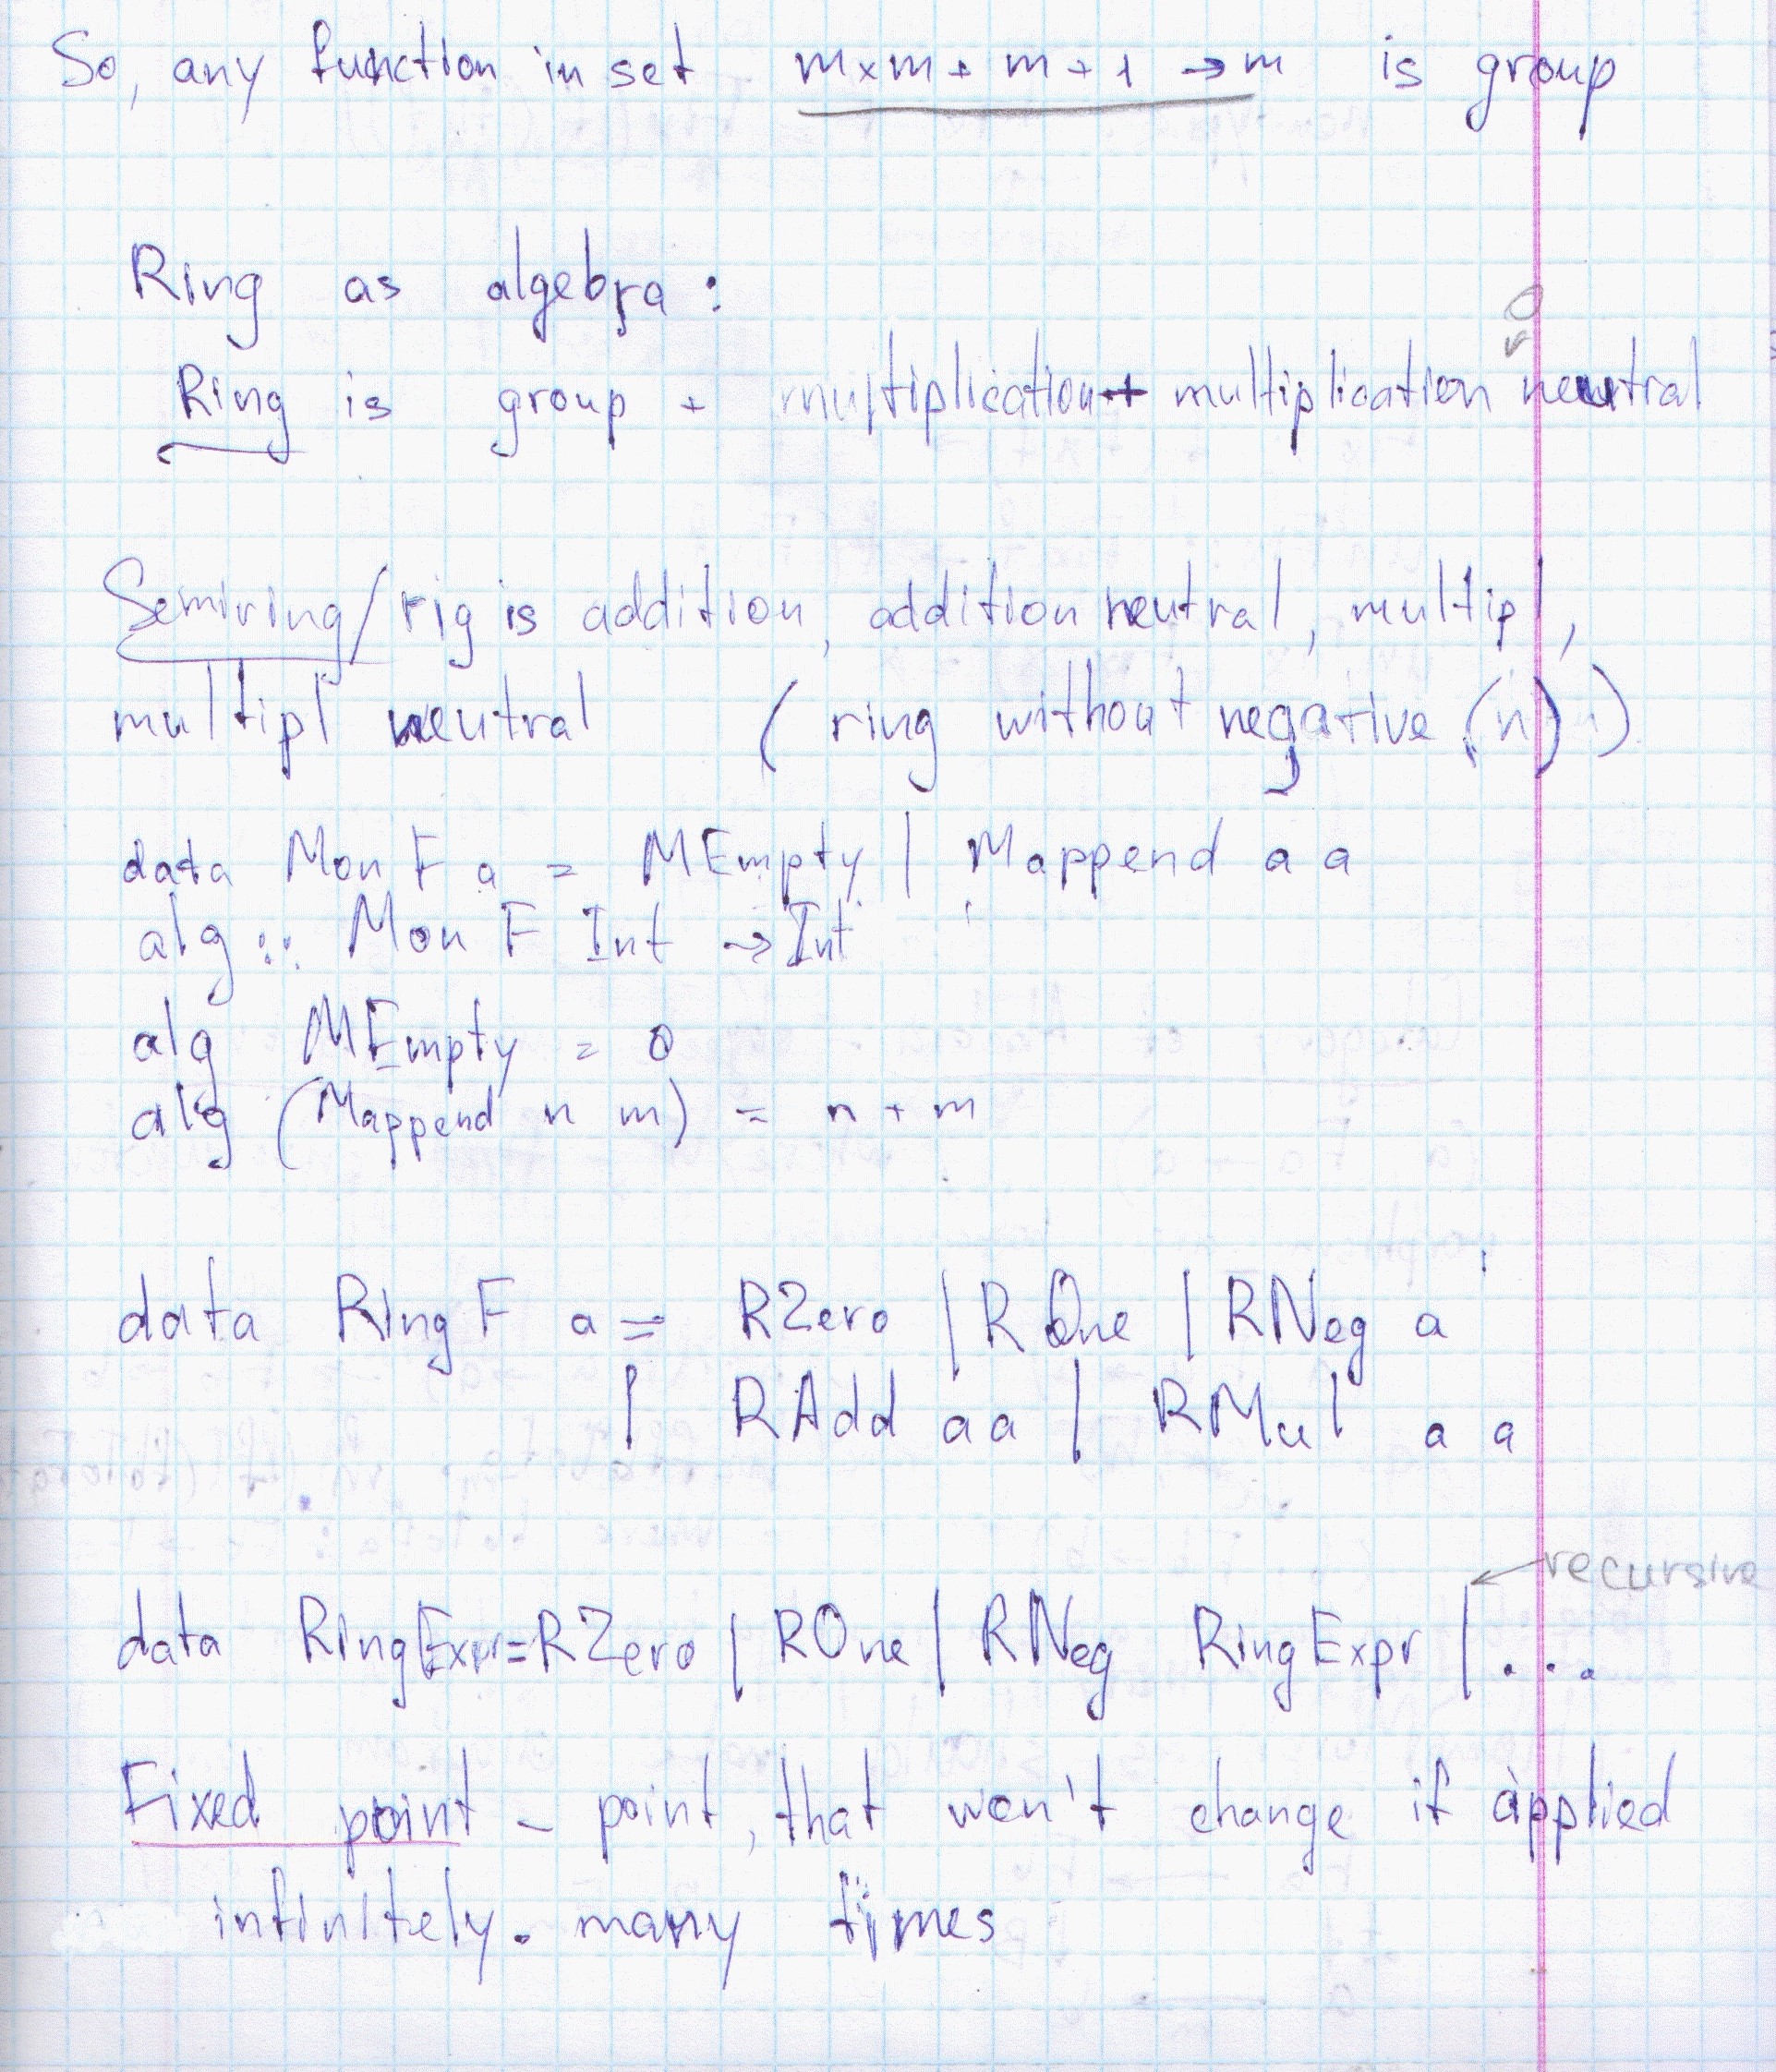 So, any function in set m×m + m + 1 → m is group
Ring as algebra:
0
Ring is group + multiplication + multiplication neutral
Semiring/rig is addition, addition neutral, multipl,
multipl neutral ( ring without negative (n) )
data MonF a = MEmpty | Mappend a a
alg :: MonF Int → Int
alg MEmpty = 0
alg (Mappend n m) = n + m
data RingF a = RZero | ROne | RNeg a
| RAdd a a | RMul a a
recursive
data RingExpr = RZero | ROne | RNeg RingExpr | ...
Fixed point - point, that won't change if applied
infinitely many times